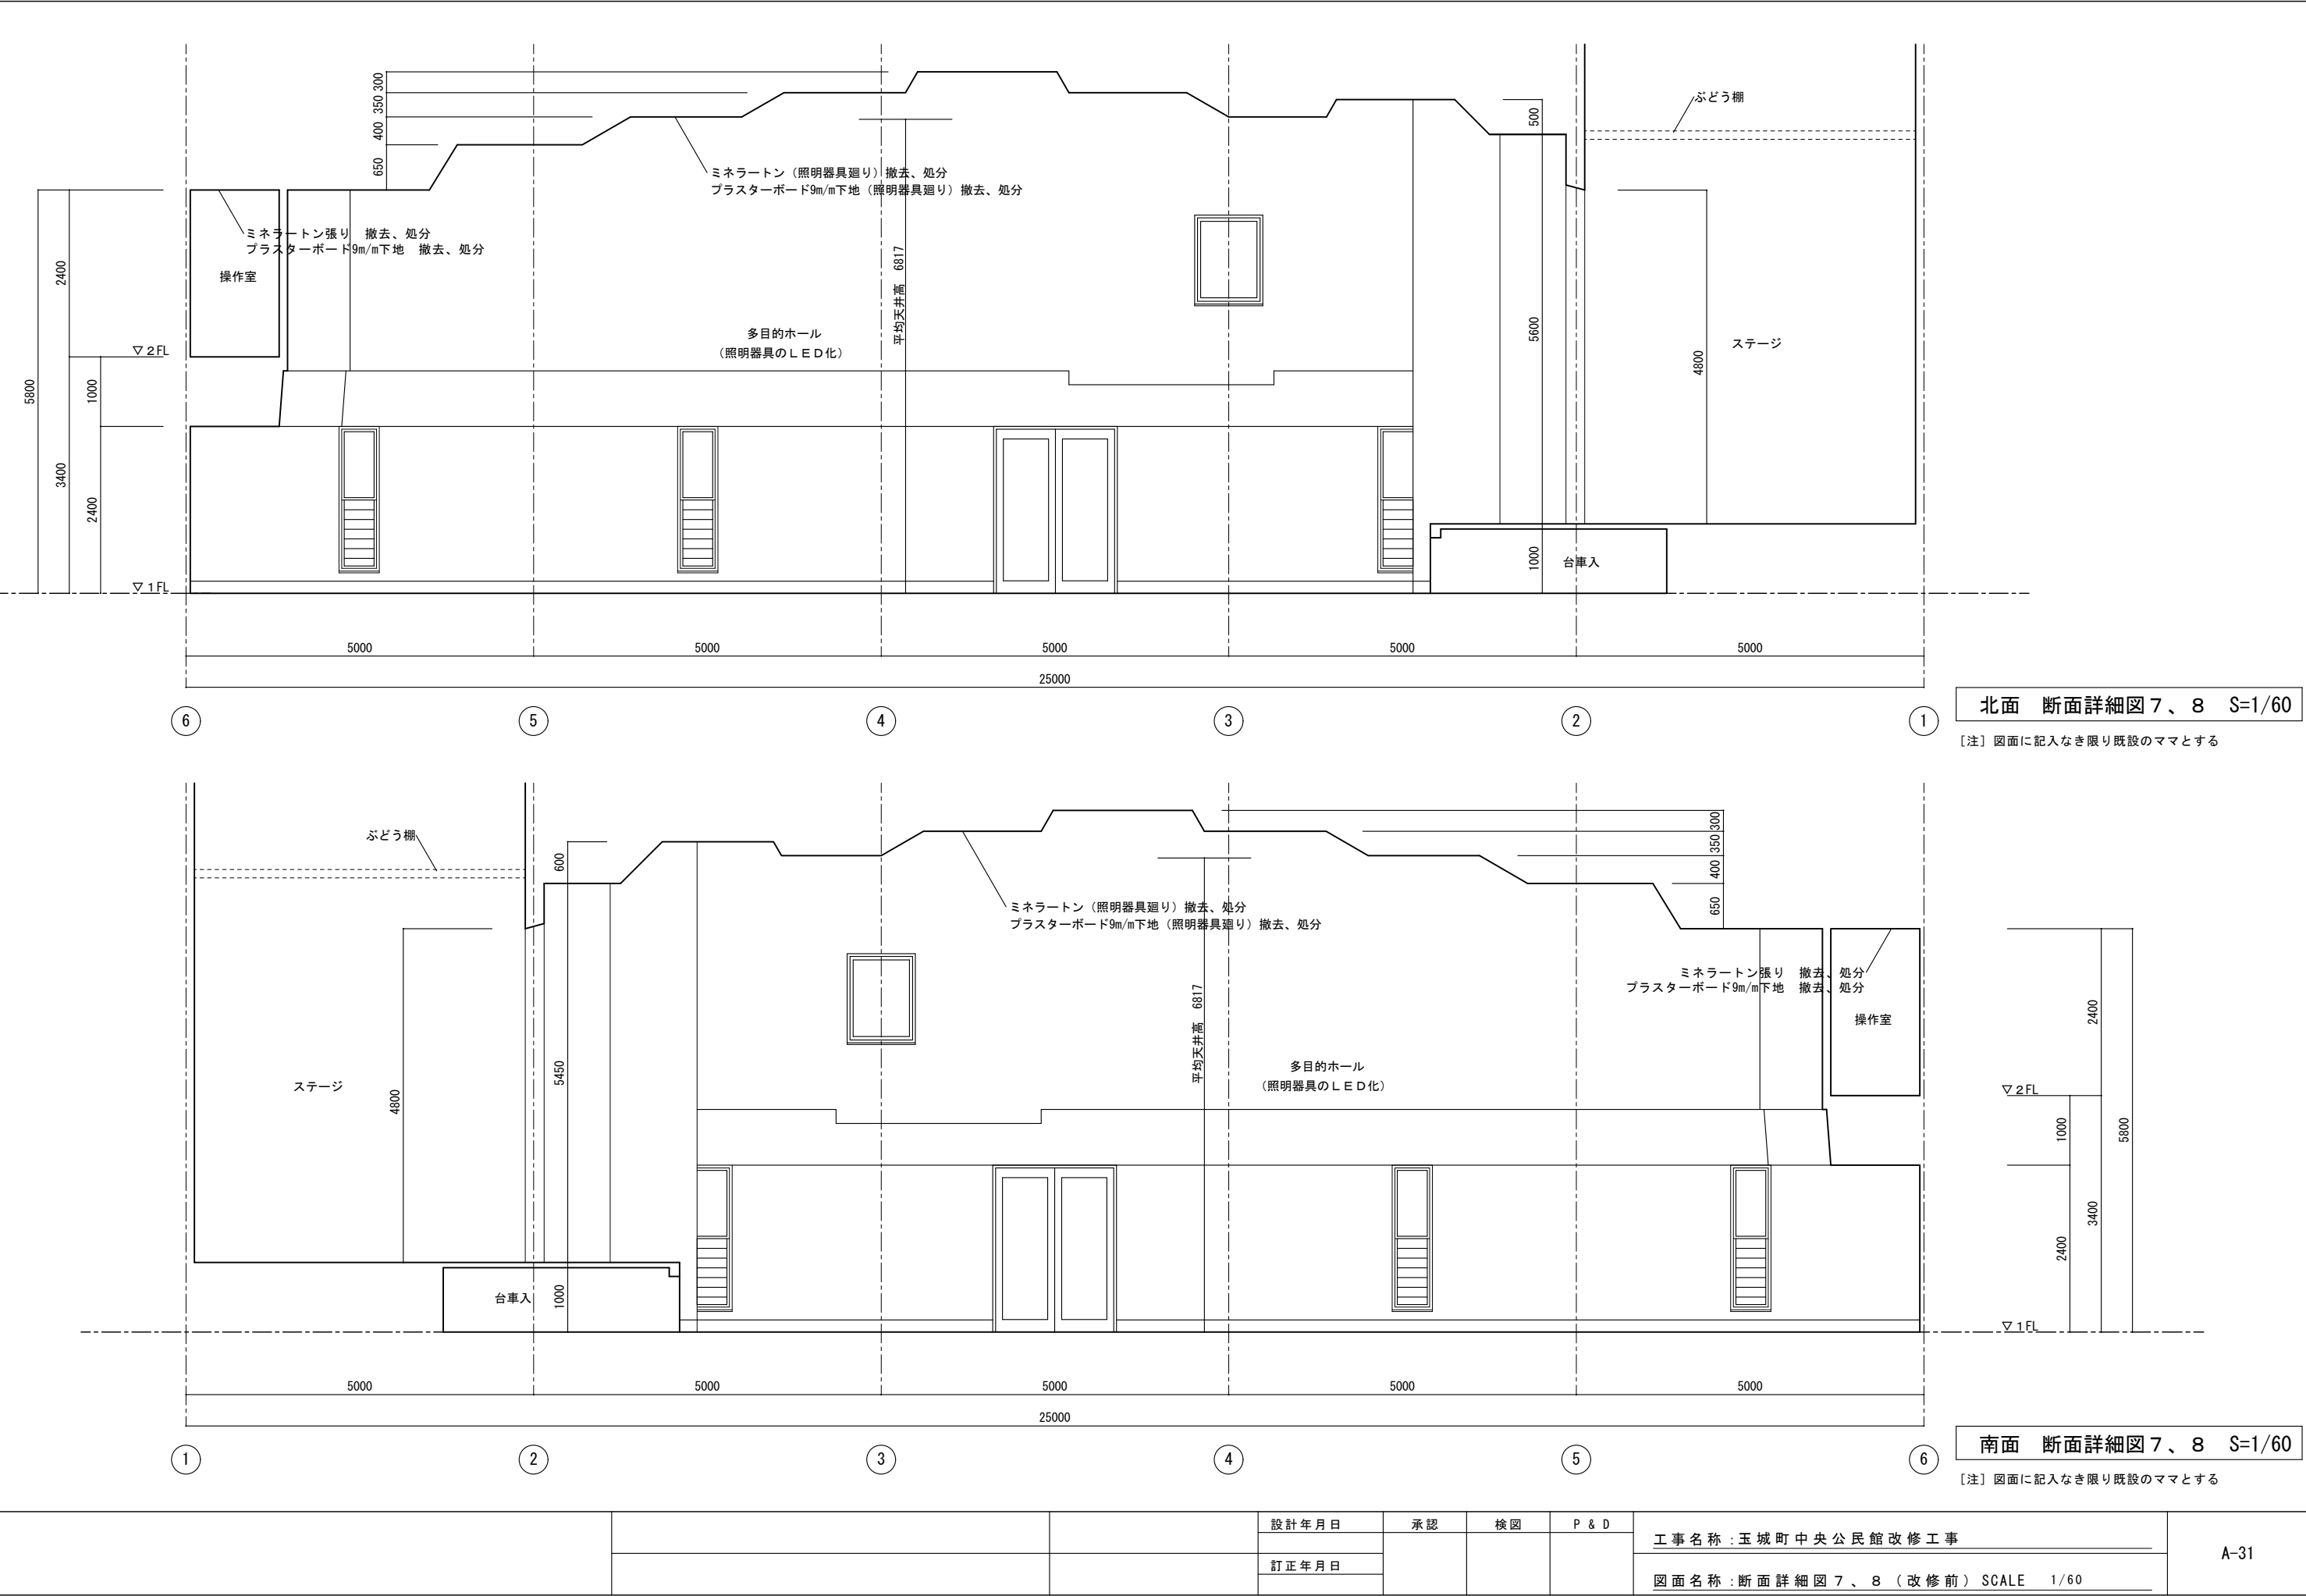 300
350
400
650
ぶどう棚
500
ミネラートン（照明器具廻り）撤去、処分
プラスターボード9m/m下地（照明器具廻り）撤去、処分
ミネラートン張り　撤去、処分
プラスターボード9m/m下地　撤去、処分
操作室
平均天井高　6817
多目的ホール
（照明器具のＬＥＤ化）
5600
4800
ステージ
2400
▽２FL
5800
1000
3400
2400
1000
台車入
▽１FL
5000 5000 5000 5000 5000
25000
6 5 4 3 2 1
北面　断面詳細図７、８　S=1/60
［注］図面に記入なき限り既設のママとする
ぶどう棚
600
300
350
400
650
ミネラートン（照明器具廻り）撤去、処分
プラスターボード9m/m下地（照明器具廻り）撤去、処分
ミネラートン張り　撤去、処分
プラスターボード9m/m下地　撤去、処分
操作室
平均天井高　6817
多目的ホール
（照明器具のＬＥＤ化）
ステージ
4800
5450
2400
▽２FL
1000
5800
3400
2400
台車入
1000
▽１FL
5000 5000 5000 5000 5000
25000
1 2 3 4 5 6
南面　断面詳細図７、８　S=1/60
［注］図面に記入なき限り既設のママとする
設計年月日 承認 検図 P & D
訂正年月日
工事名称:玉城町中央公民館改修工事
図面名称:断面詳細図７、８（改修前）SCALE　1/60
A-31